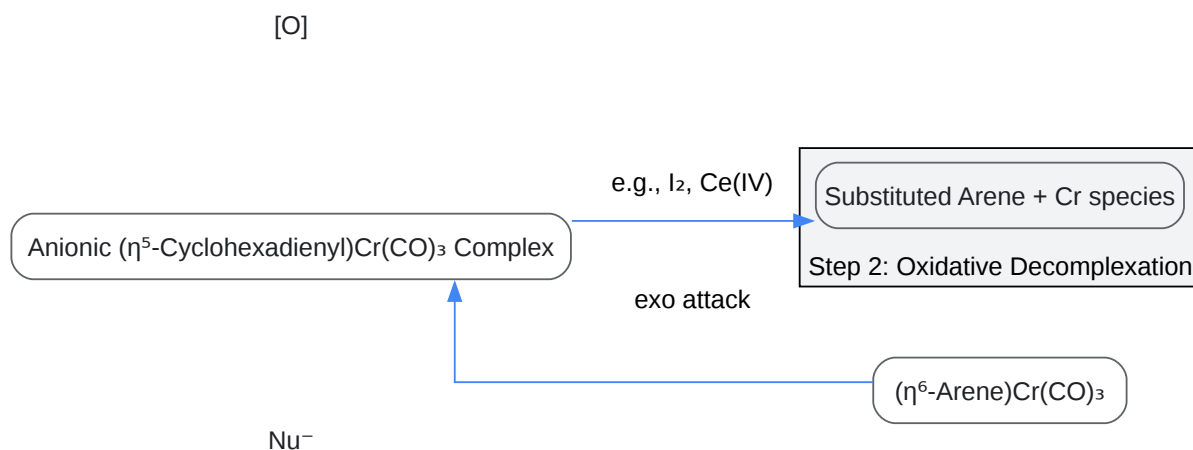 [O]
e.g., I₂, Ce(IV)
Substituted Arene + Cr species
Anionic (η⁵-Cyclohexadienyl)Cr(CO)₃ Complex
Step 2: Oxidative Decomplexation
exo attack
(η⁶-Arene)Cr(CO)₃
Nu⁻